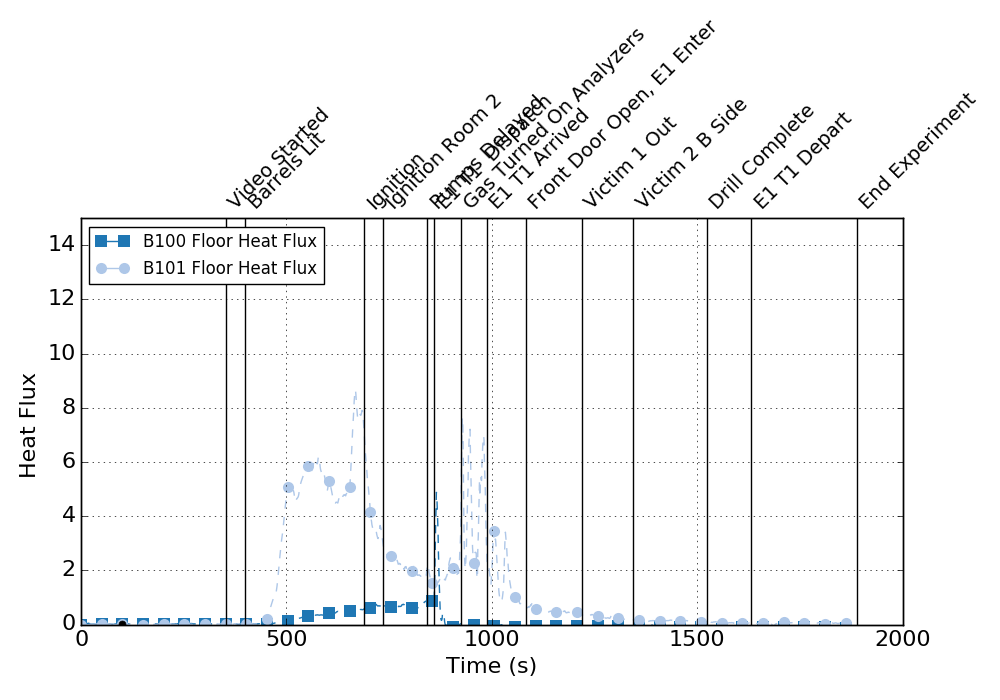 Video Started
Barrels Lit
Ignition
Ignition Room 2
Pumps Delayed
E1 T1 Dispatch
Gas Turned On Analyzers
E1 T1 Arrived
Front Door Open, E1 Enter
Victim 1 Out
Victim 2 B Side
Drill Complete
E1 T1 Depart
End Experiment
B100 Floor Heat Flux
B101 Floor Heat Flux
Heat Flux
14
12
10
8
6
4
2
0
0
500
1000
1500
2000
Time (s)